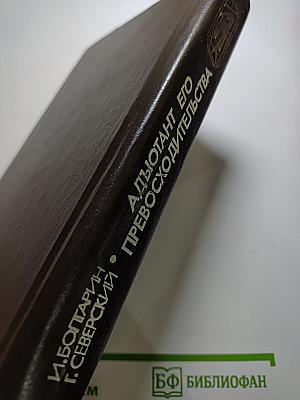 И. БОЛГАРИН
Г. СЕВЕРСКИЙ
•
АДЪЮТАНТ ЕГО
ПРЕВОСХОДИТЕЛЬСТВА
БФ БИБЛИОФАН